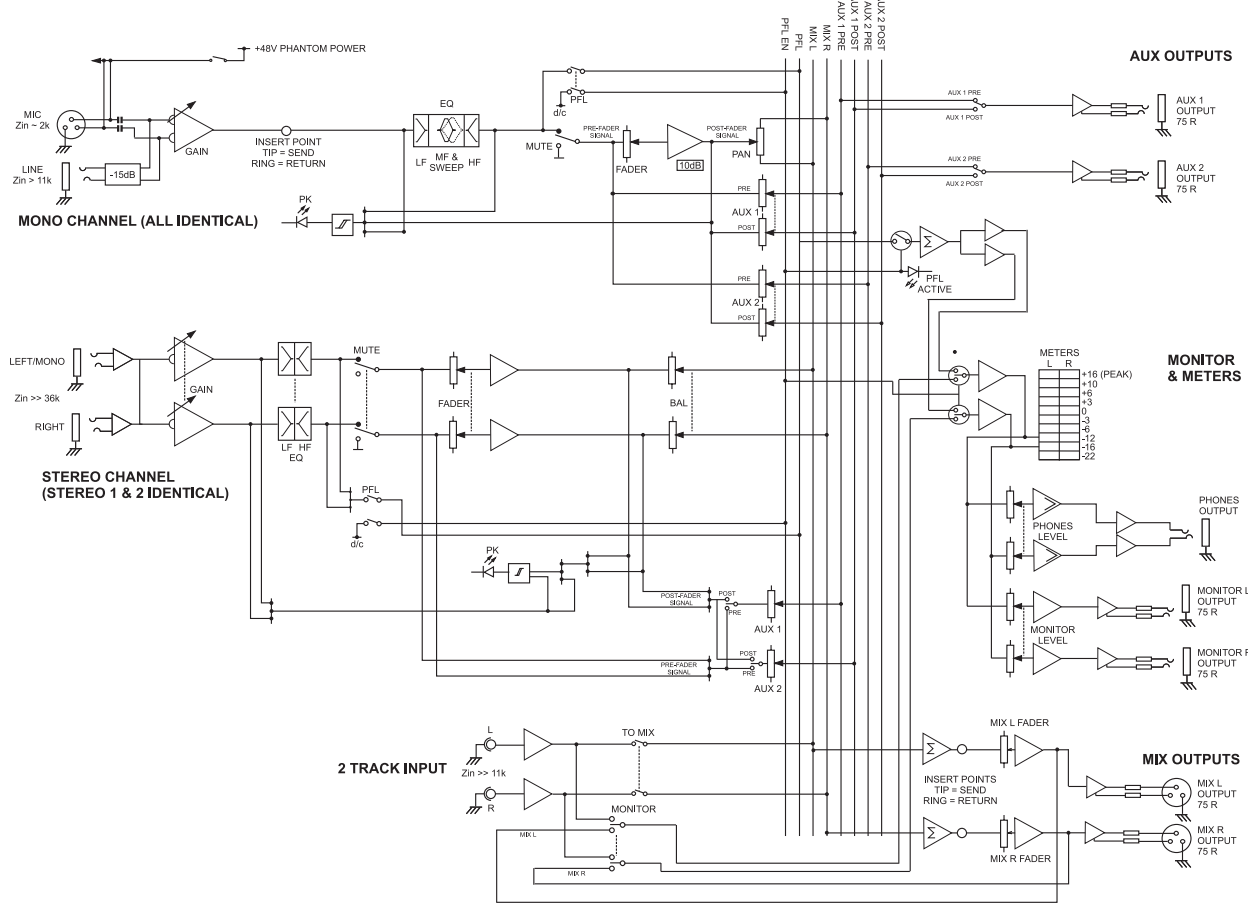 PFL EN
PFL
MIX L
MIX R
AUX 1 PRE
AUX 1 POST
AUX 2 PRE
AUX 2 POST
+48V PHANTOM POWER
AUX OUTPUTS
MIC
Zin ~ 2k
LINE
Zin > 11k
-15dB
GAIN
INSERT POINT
TIP = SEND
RING = RETURN
EQ
LF
MF &
SWEEP
HF
d/c
PFL
MUTE
PRE-FADER
SIGNAL
FADER
10dB
POST-FADER
SIGNAL
PAN
AUX 1 PRE
AUX 1 POST
AUX 1
OUTPUT
75 R
AUX 2 PRE
AUX 2 POST
AUX 2
OUTPUT
75 R
MONO CHANNEL (ALL IDENTICAL)
PK
PRE
AUX 1
POST
PRE
AUX 2
POST
Σ
PFL
ACTIVE
LEFT/MONO
Zin >> 36k
RIGHT
GAIN
LF HF
EQ
MUTE
FADER
BAL
STEREO CHANNEL
(STEREO 1 & 2 IDENTICAL)
PFL
d/c
PK
POST-FADER
SIGNAL
POST
PRE
AUX 1
PRE-FADER
SIGNAL
POST
PRE
AUX 2
METERS
L R
+16 (PEAK)
+10
+6
+3
0
-3
-6
-12
-16
-22
MONITOR
& METERS
PHONES
LEVEL
PHONES
OUTPUT
MONITOR
LEVEL
MONITOR L
OUTPUT
75 R
MONITOR R
OUTPUT
75 R
2 TRACK INPUT
L
Zin >> 11k
R
TO MIX
MONITOR
MIX L
MIX R
Σ
INSERT POINTS
TIP = SEND
RING = RETURN
Σ
MIX L FADER
MIX R FADER
MIX OUTPUTS
MIX L
OUTPUT
75 R
MIX R
OUTPUT
75 R